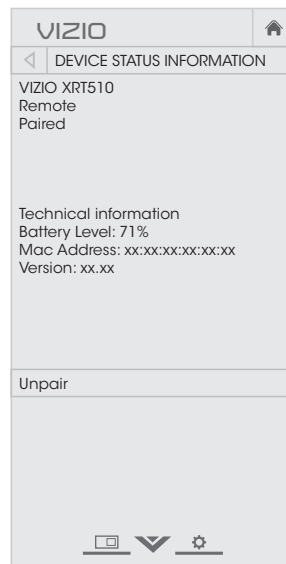 VIZIO
DEVICE STATUS INFORMATION
VIZIO XRT510
Remote
Paired
Technical information
Battery Level: 71%
Mac Address: xx:xx:xx:xx:xx:xx
Version: xx.xx
Unpair